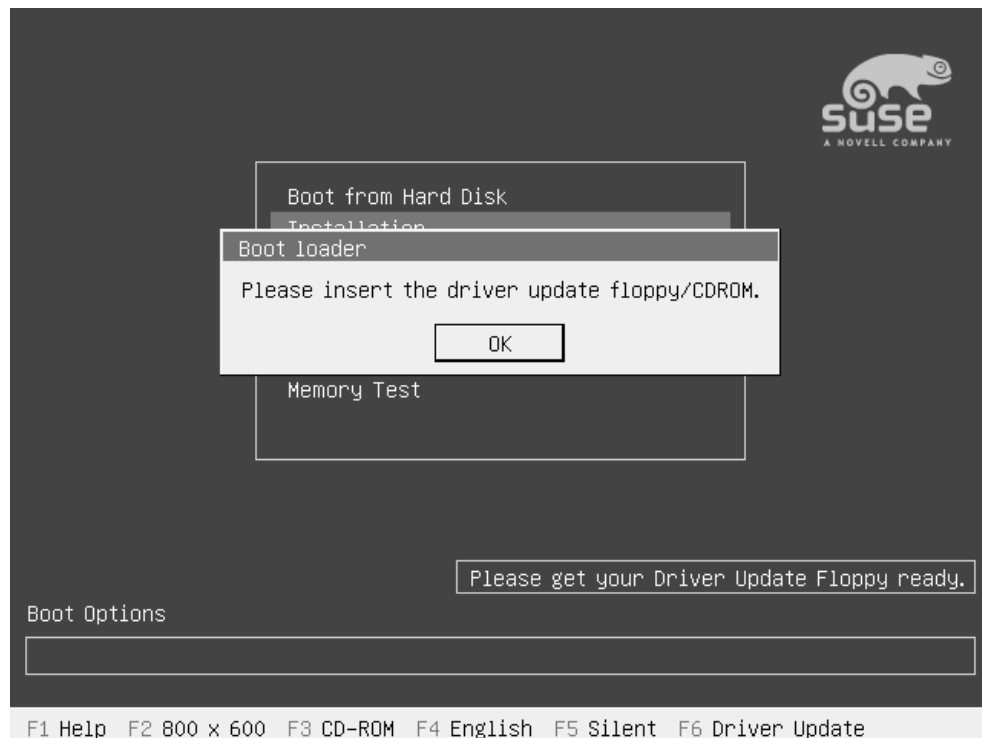 SUSE
A NOVELL COMPANY
Boot from Hard Disk
Installation
Boot loader
Please insert the driver update floppy/CDROM.
OK
Memory Test
Please get your Driver Update Floppy ready.
Boot Options
F1 Help F2 800 x 600 F3 CD-ROM F4 English F5 Silent F6 Driver Update